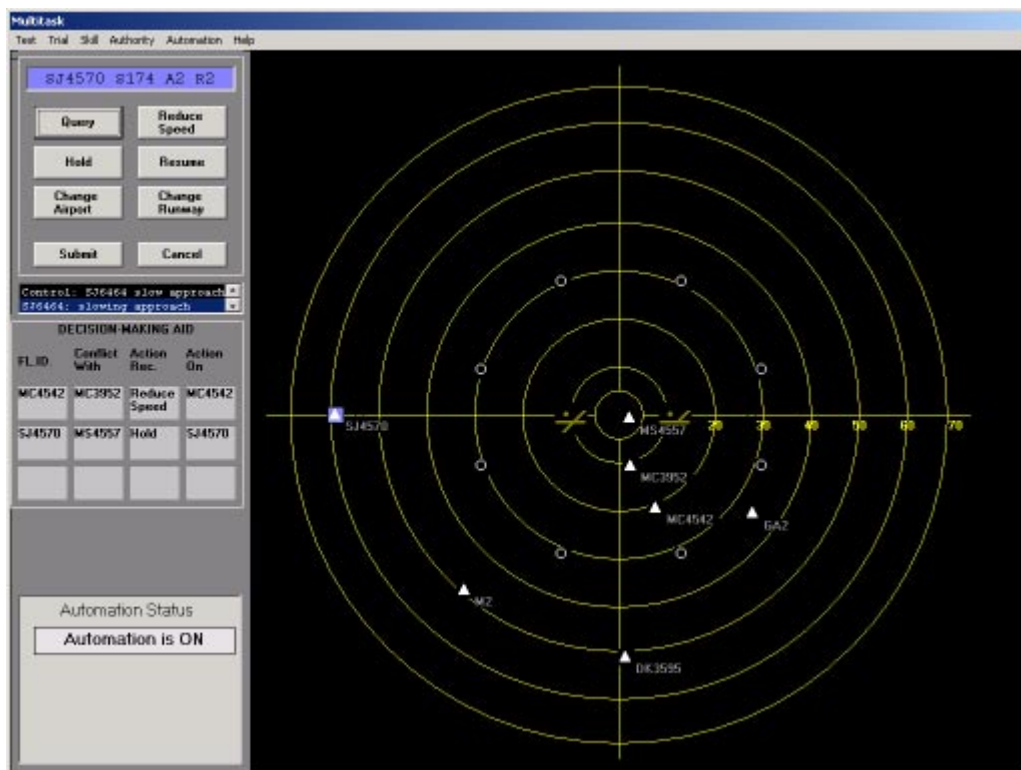 Multitask
Test Trial Skill Authority Automation Help
SJ4570 S174 A2 R2
Query
Reduce
Speed
Hold
Resume
Change
Airport
Change
Runway
Submit
Cancel
Control: SJ6464 slow approach
SJ6464: slowing approach
DECISION-MAKING AID
FL.ID. Conflict With Action Rec. Action On
MC4542 MC3952 Reduce Speed MC4542
SJ4570 MS4557 Hold SJ4570
Automation Status
Automation is ON
SJ4570
MS4557
20 30 40 50 60 70
MC3952
MC4542
GA2
M2
DK3595